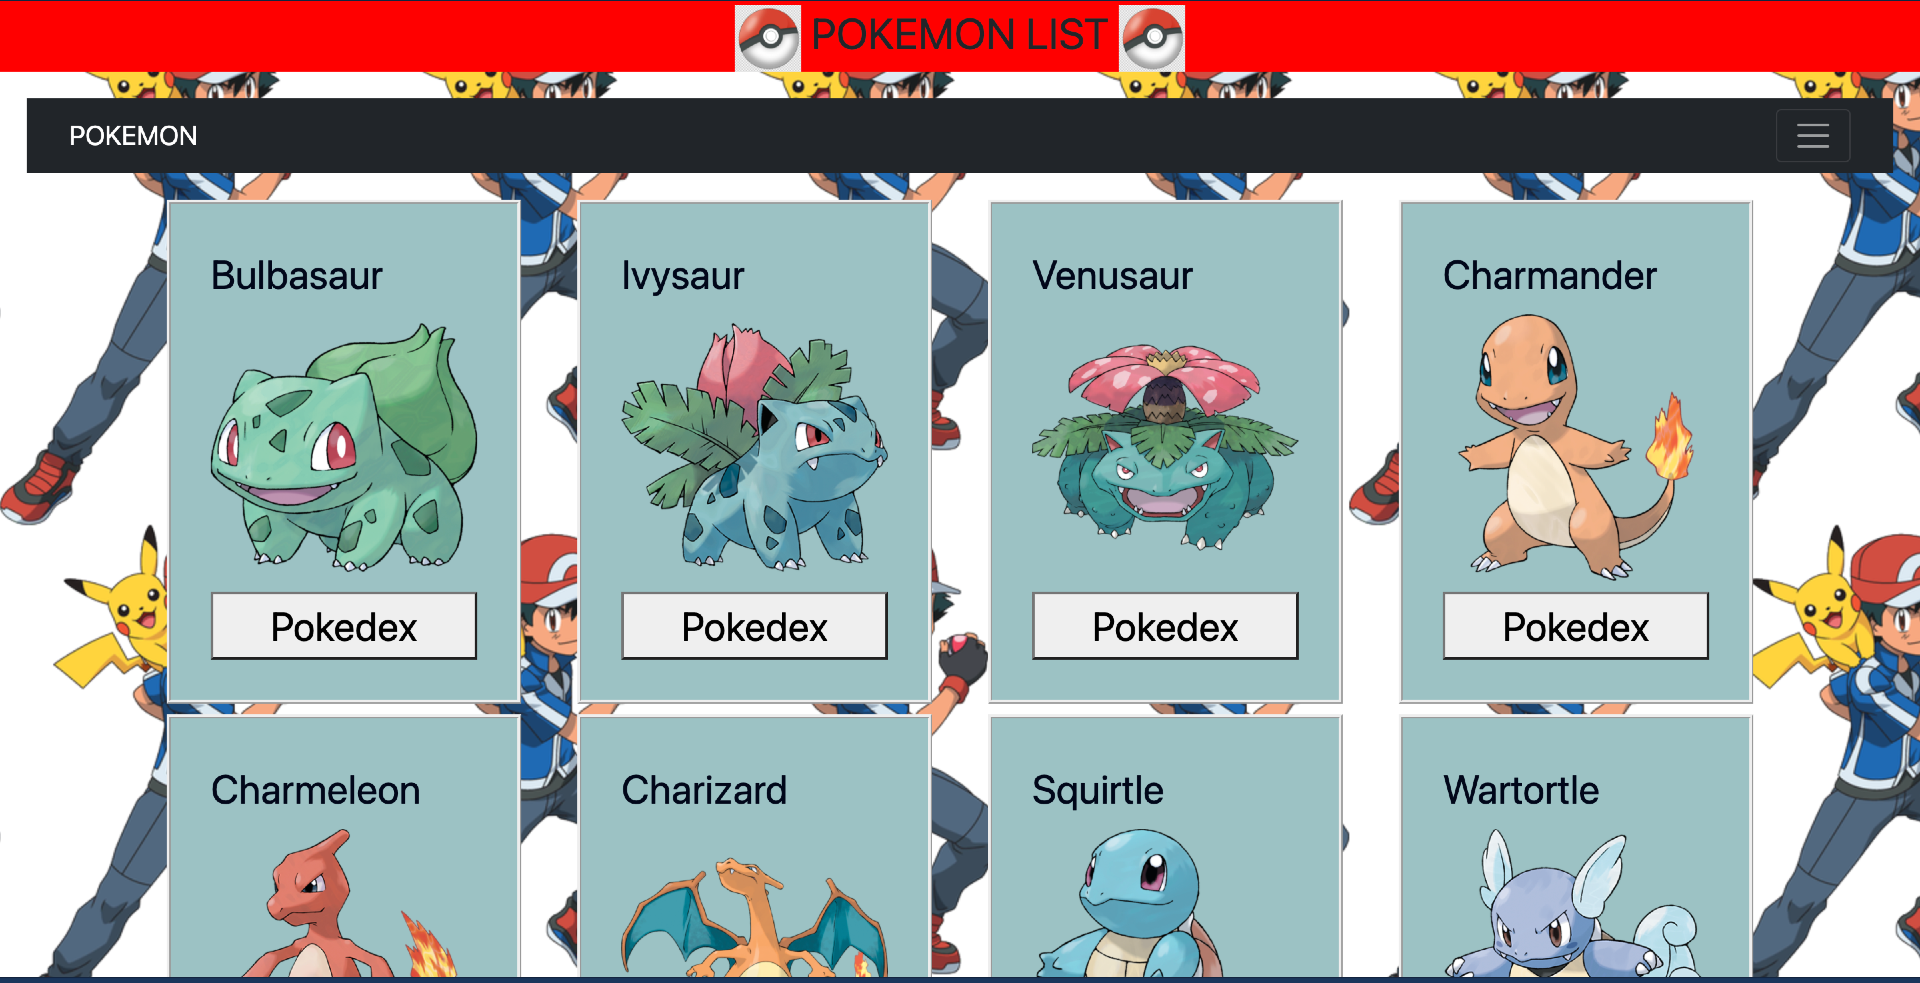 POKEMON LIST
POKEMON
Bulbasaur
Ivysaur
Venusaur
Charmander
Pokedex
Pokedex
Pokedex
Pokedex
Charmeleon
Charizard
Squirtle
Wartortle